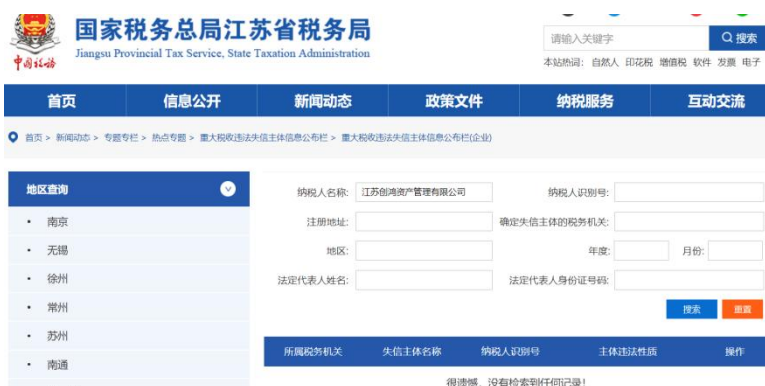 国家税务总局江苏省税务局
Jiangsu Provincial Tax Service, State Taxation Administration
中国税务
请输入关键字
搜索
本站热词: 自然人 印花税 增值税 软件 发票 电子
首页 信息公开 新闻动态 政策文件 纳税服务 互动交流
首页 > 新闻动态 > 专题专栏 > 热点专题 > 重大税收违法失信主体信息公布栏 > 重大税收违法失信主体信息公布栏(企业)
地区查询
· 南京
· 无锡
· 徐州
· 常州
· 苏州
· 南通
纳税人名称: 江苏创鸿资产管理有限公司 纳税人识别号:
注册地址: 确定失信主体的税务机关:
地区: 年度: 月份:
法定代表人姓名: 法定代表人身份证号码:
搜索 重置
所属税务机关 失信主体名称 纳税人识别号 主体违法性质 操作
很遗憾，没有检索到任何记录!